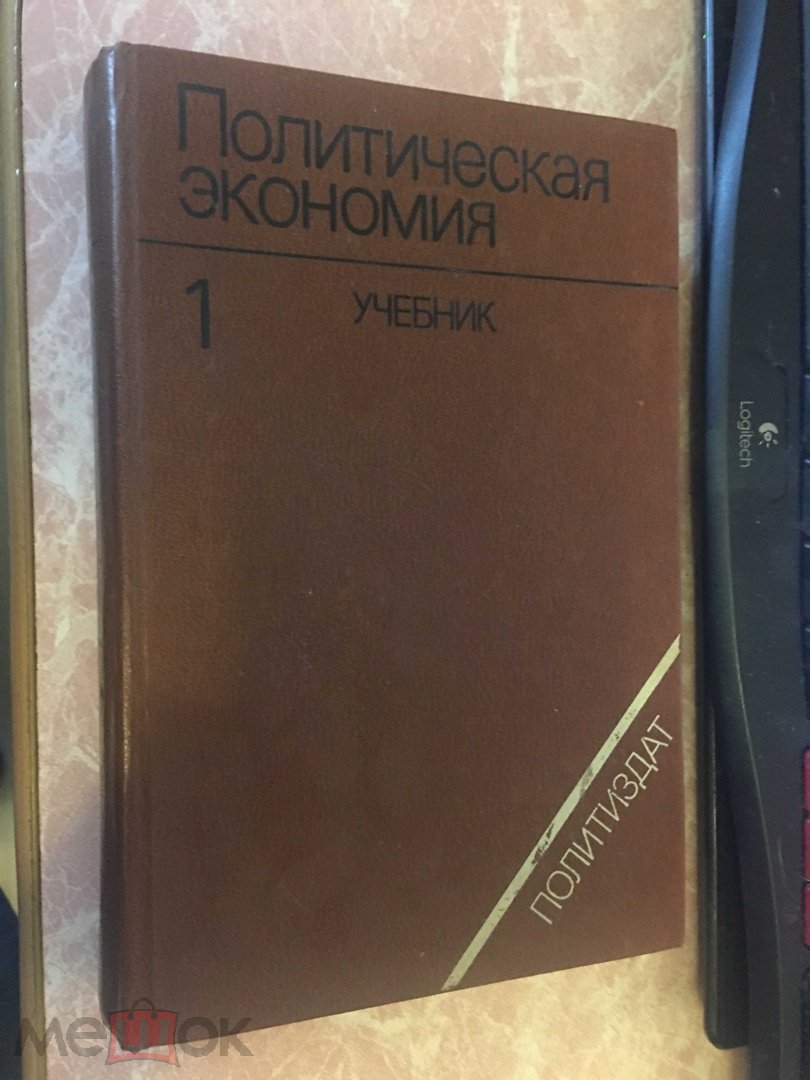 Политическая
экономия
1
УЧЕБНИК
ПОЛИТИЗДАТ
Logitech
мешок